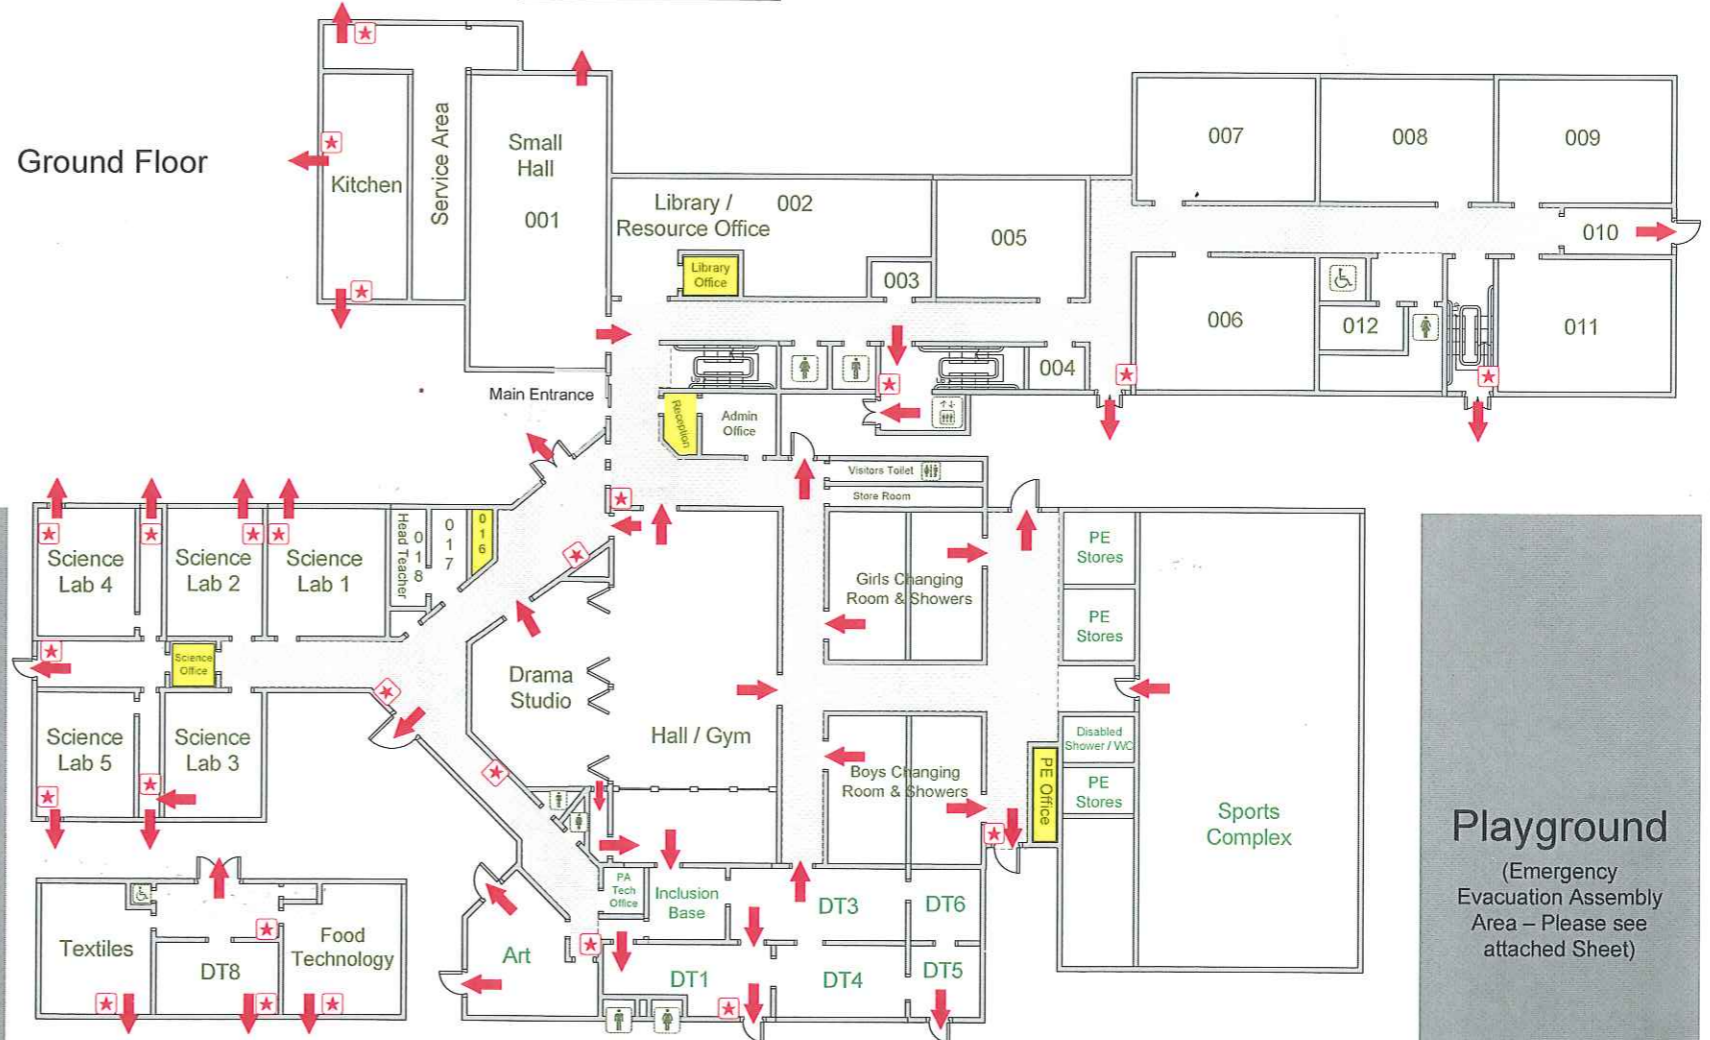 Ground Floor
Kitchen
Service Area
Small
Hall
001
Library /
Resource Office
002
Library
Office
003
004
005
006
007
008
009
010
011
012
Main Entrance
Reception
Admin
Office
Visitors Toilet
Store Room
Science
Lab 4
Science
Lab 2
Science
Lab 1
Head Teacher
018
017
016
Science
Office
Science
Lab 5
Science
Lab 3
Drama
Studio
Hall / Gym
Girls Changing
Room & Showers
Boys Changing
Room & Showers
PE
Stores
PE
Stores
Disabled
Shower / WC
PE
Stores
PE Office
Sports
Complex
Playground
(Emergency
Evacuation Assembly
Area – Please see
attached Sheet)
Textiles
DT8
Food
Technology
Art
PA
Tech
Office
Inclusion
Base
DT3
DT6
DT1
DT4
DT5